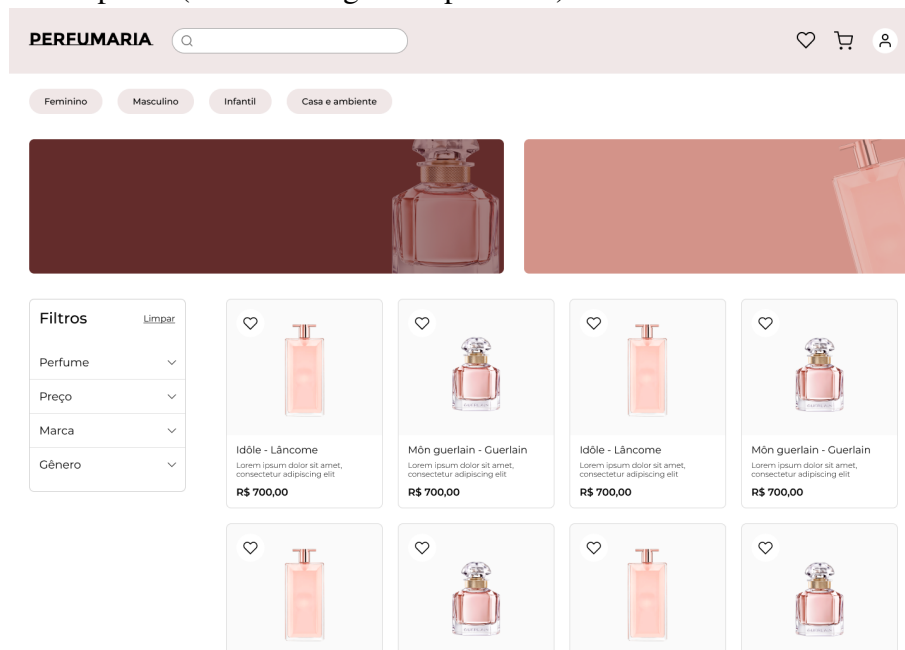 PERFUMARIA
Feminino Masculino Infantil Casa e ambiente
Filtros Limpar
Perfume
Preço
Marca
Gênero
Idôle - Lâncome
Lorem ipsum dolor sit amet,
consectetur adipiscing elit
R$ 700,00
Môn guerlain - Guerlain
Lorem ipsum dolor sit amet,
consectetur adipiscing elit
R$ 700,00
Idôle - Lâncome
Lorem ipsum dolor sit amet,
consectetur adipiscing elit
R$ 700,00
Môn guerlain - Guerlain
Lorem ipsum dolor sit amet,
consectetur adipiscing elit
R$ 700,00